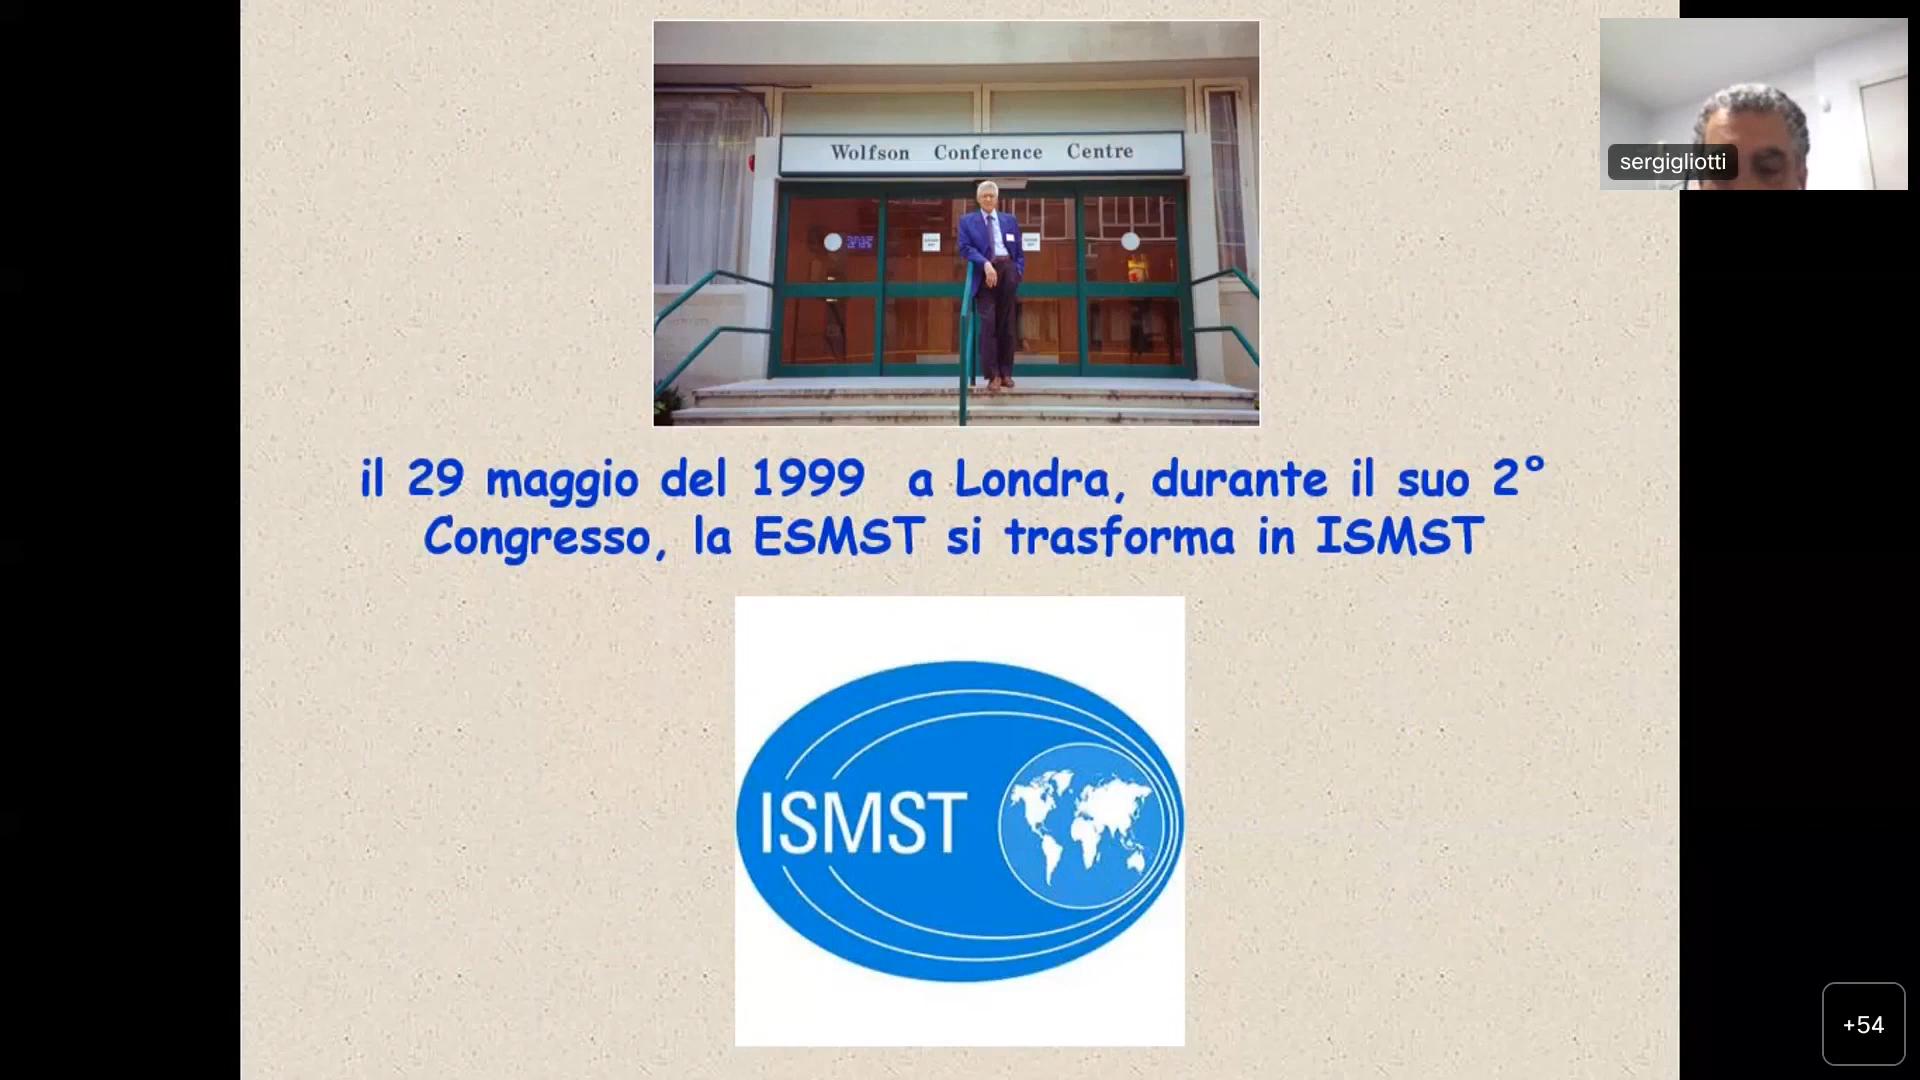 Wolfson Conference Centre
sergigliotti
il 29 maggio del 1999 a Londra, durante il suo 2°
Congresso, la ESMST si trasforma in ISMST
ISMST
+54